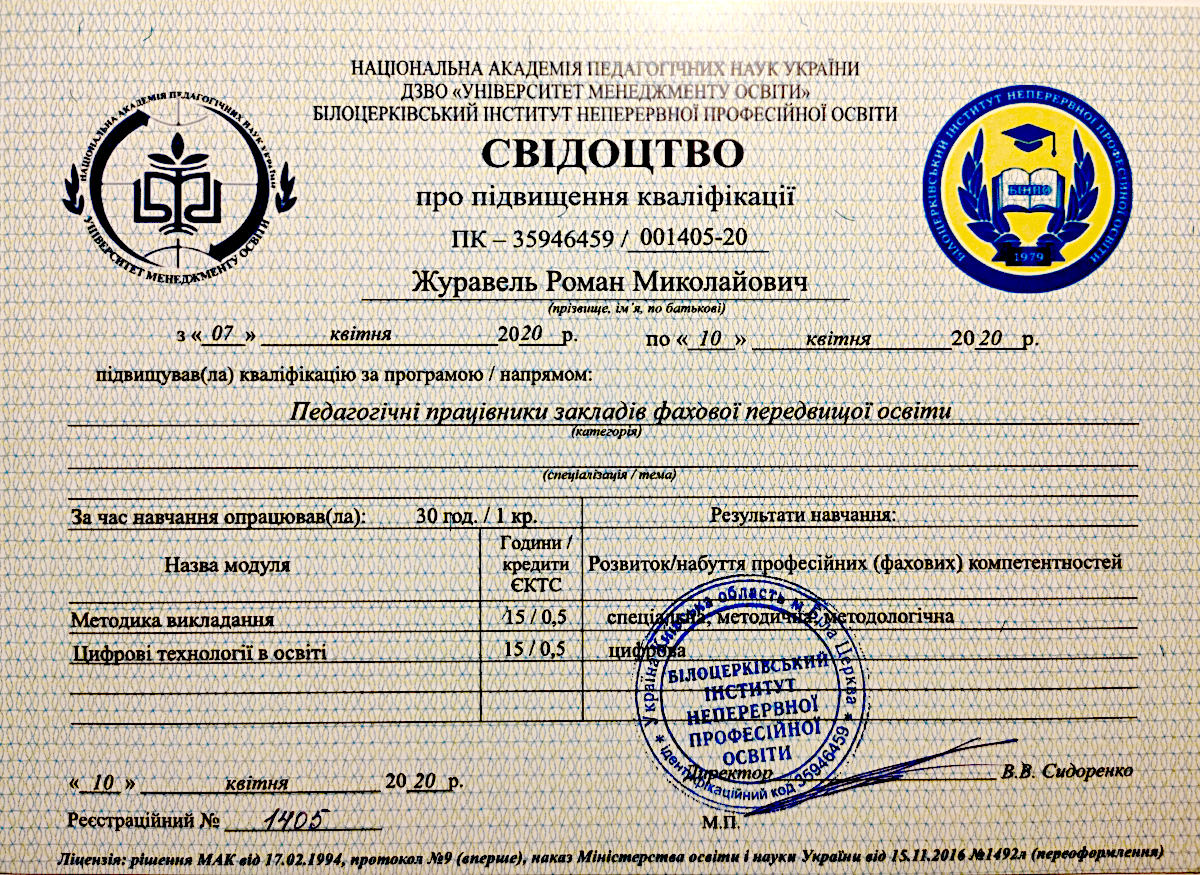 НАЦІОНАЛЬНА АКАДЕМІЯ ПЕДАГОГІЧНИХ НАУК УКРАЇНИ
ДЗВО «УНІВЕРСИТЕТ МЕНЕДЖМЕНТУ ОСВІТИ»
БІЛОЦЕРКІВСЬКИЙ ІНСТИТУТ НЕПЕРЕРВНОЇ ПРОФЕСІЙНОЇ ОСВІТИ
НАЦІОНАЛЬНА АКАДЕМІЯ ПЕДАГОГІЧНИХ НАУК УКРАЇНИ
УНІВЕРСИТЕТ МЕНЕДЖМЕНТУ ОСВІТИ
БІЛОЦЕРКІВСЬКИЙ ІНСТИТУТ НЕПЕРЕРВНОЇ ПРОФЕСІЙНОЇ ОСВІТИ
БІНПО
1979
СВІДОЦТВО
про підвищення кваліфікації
ПК – 35946459 / 001405-20
Журавель Роман Миколайович
(прізвище, ім'я, по батькові)
з «07» квітня 2020 р. по «10» квітня 2020 р.
підвищував(ла) кваліфікацію за програмою / напрямом:
Педагогічні працівники закладів фахової передвищої освіти
(категорія)
(спеціалізація / тема)
За час навчання опрацював(ла): 30 год. / 1 кр. Результати навчання:
Назва модуля Години / кредити ЄКТС Розвиток/набуття професійних (фахових) компетентностей
Методика викладання 15 / 0,5 спеціальна, методична, методологічна
Цифрові технології в освіті 15 / 0,5 цифрова
Україна Київська область м. Біла Церква
БІЛОЦЕРКІВСЬКИЙ
ІНСТИТУТ
НЕПЕРЕРВНОЇ
ПРОФЕСІЙНОЇ
ОСВІТИ
* ідентифікаційний код 35946459 *
Директор В.В. Сидоренко
«10» квітня 2020 р.
Реєстраційний № 1405
М.П.
Ліцензія: рішення МАК від 17.02.1994, протокол №9 (вперше), наказ Міністерства освіти і науки України від 15.11.2016 №1492л (переоформлення)